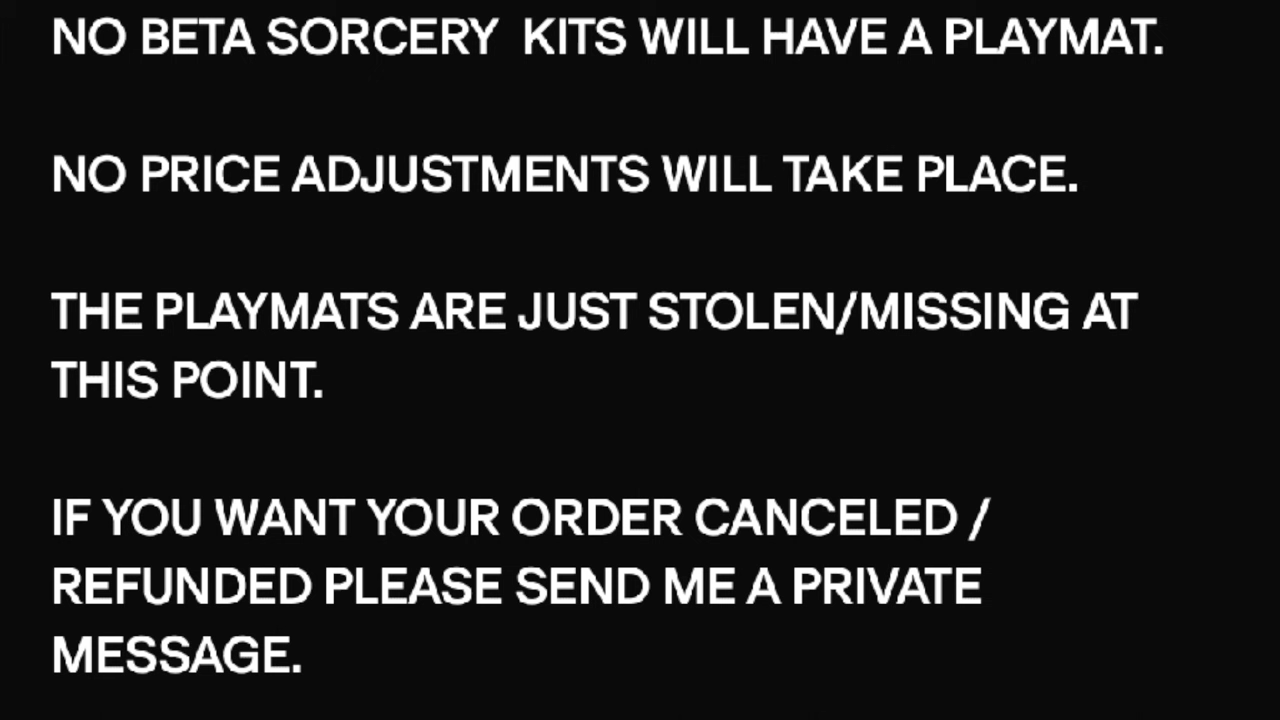 NO BETA SORCERY  KITS WILL HAVE A PLAYMAT.
NO PRICE ADJUSTMENTS WILL TAKE PLACE.
THE PLAYMATS ARE JUST STOLEN/MISSING AT
THIS POINT.
IF YOU WANT YOUR ORDER CANCELED /
REFUNDED PLEASE SEND ME A PRIVATE
MESSAGE.